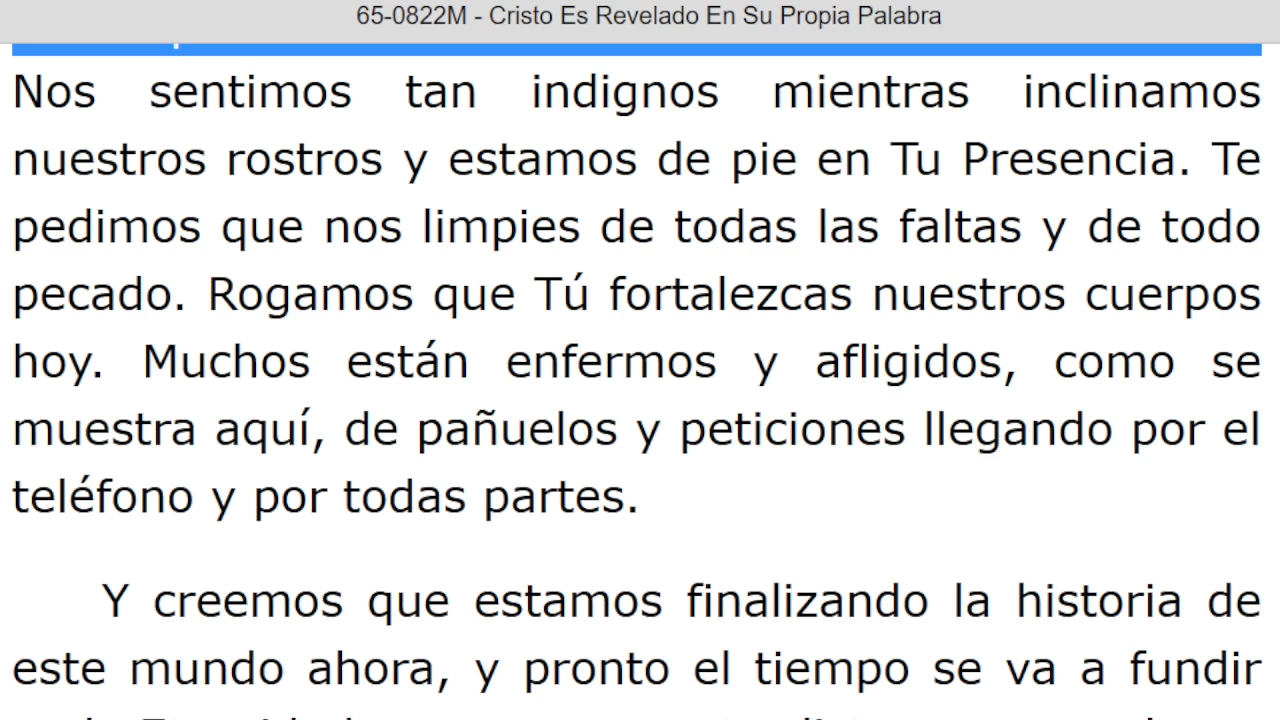 65-0822M - Cristo Es Revelado En Su Propia Palabra
Nos sentimos tan indignos mientras inclinamos
nuestros rostros y estamos de pie en Tu Presencia. Te
pedimos que nos limpies de todas las faltas y de todo
pecado. Rogamos que Tú fortalezcas nuestros cuerpos
hoy. Muchos están enfermos y afligidos, como se
muestra aquí, de pañuelos y peticiones llegando por el
teléfono y por todas partes.
Y creemos que estamos finalizando la historia de
este mundo ahora, y pronto el tiempo se va a fundir